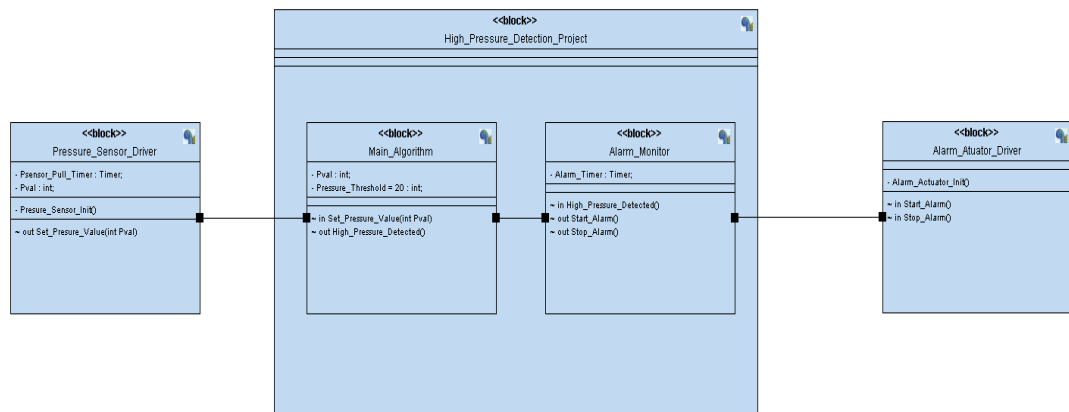 <<block>>
High_Pressure_Detection_Project
<<block>>
Pressure_Sensor_Driver
- Psensor_Pull_Timer : Timer;
- Pval : int;
- Presure_Sensor_Init()
~ out Set_Presure_Value(int Pval)
<<block>>
Main_Algorithm
- Pval : int;
- Pressure_Threshold = 20 : int;
~ in Set_Pressure_Value(int Pval)
~ out High_Pressure_Detected()
<<block>>
Alarm_Monitor
- Alarm_Timer : Timer;
~ in High_Pressure_Detected()
~ out Start_Alarm()
~ out Stop_Alarm()
<<block>>
Alarm_Atuator_Driver
- Alarm_Actuator_Init()
~ in Start_Alarm()
~ in Stop_Alarm()